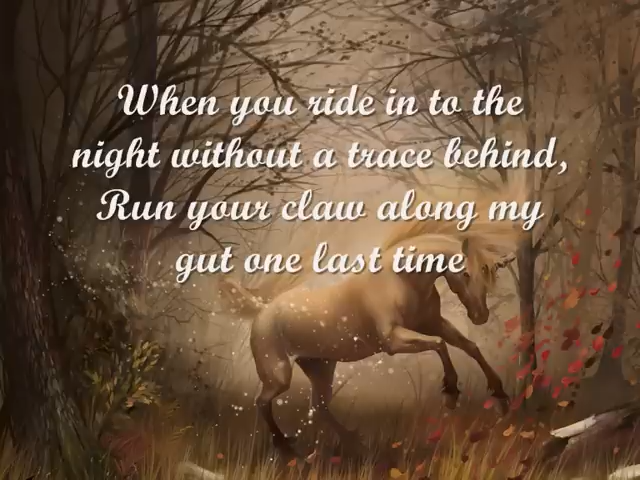 When you ride in to the
night without a trace behind,
Run your claw along my
gut one last time